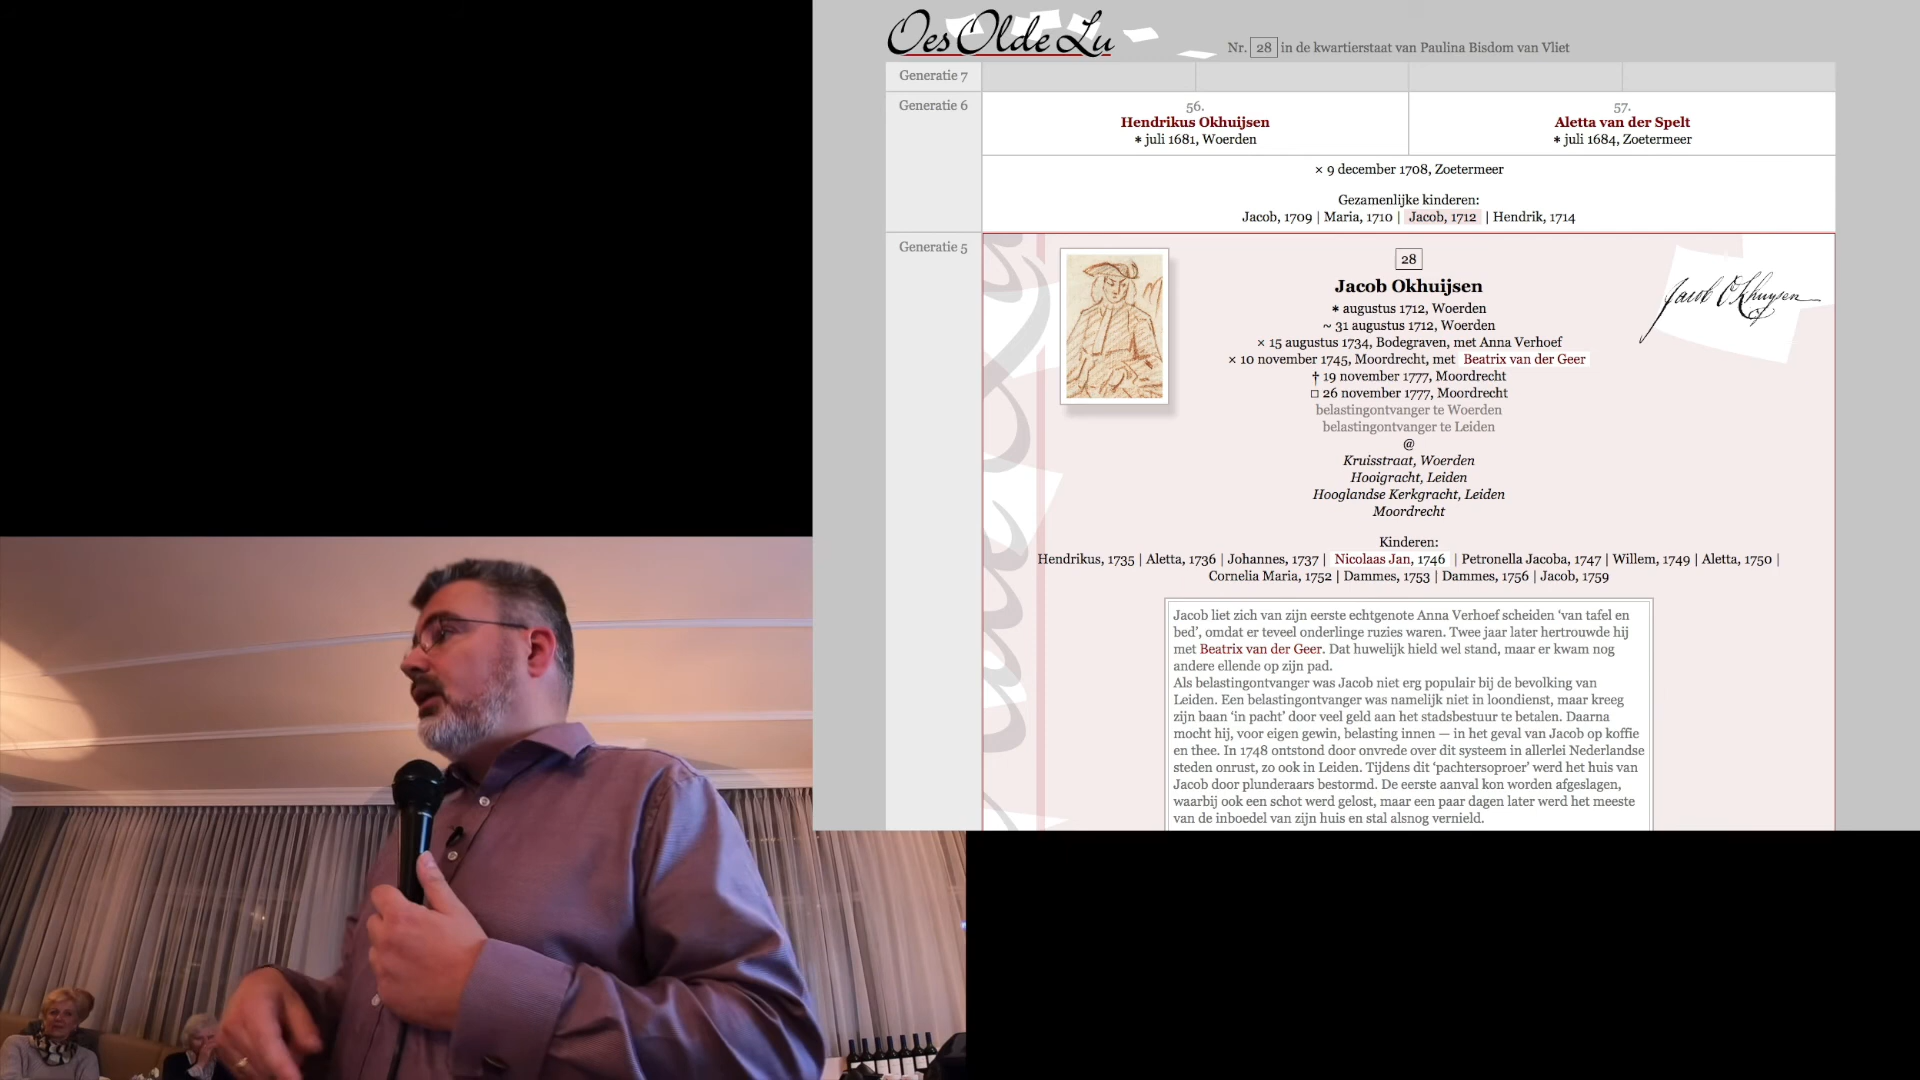 Oes Olde Lu
Nr. 28 in de kwartierstaat van Paulina Bisdom van Vliet
Generatie 7
Generatie 6
56.
Hendrikus Okhuijsen
* juli 1681, Woerden
57.
Aletta van der Spelt
* juli 1684, Zoetermeer
× 9 december 1708, Zoetermeer
Gezamenlijke kinderen:
Jacob, 1709 | Maria, 1710 | Jacob, 1712 | Hendrik, 1714
Generatie 5
28
Jacob Okhuijsen
Jacob Okhuysen
* augustus 1712, Woerden
~ 31 augustus 1712, Woerden
× 15 augustus 1734, Bodegraven, met Anna Verhoef
× 10 november 1745, Moordrecht, met Beatrix van der Geer
† 19 november 1777, Moordrecht
□ 26 november 1777, Moordrecht
belastingontvanger te Woerden
belastingontvanger te Leiden
@
Kruisstraat, Woerden
Hooigracht, Leiden
Hooglandse Kerkgracht, Leiden
Moordrecht
Kinderen:
Hendrikus, 1735 | Aletta, 1736 | Johannes, 1737 | Nicolaas Jan, 1746 | Petronella Jacoba, 1747 | Willem, 1749 | Aletta, 1750 |
Cornelia Maria, 1752 | Dammes, 1753 | Dammes, 1756 | Jacob, 1759
Jacob liet zich van zijn eerste echtgenote Anna Verhoef scheiden ‘van tafel en
bed’, omdat er teveel onderlinge ruzies waren. Twee jaar later hertrouwde hij
met Beatrix van der Geer. Dat huwelijk hield wel stand, maar er kwam nog
andere ellende op zijn pad.
Als belastingontvanger was Jacob niet erg populair bij de bevolking van
Leiden. Een belastingontvanger was namelijk niet in loondienst, maar kreeg
zijn baan ‘in pacht’ door veel geld aan het stadsbestuur te betalen. Daarna
mocht hij, voor eigen gewin, belasting innen — in het geval van Jacob op koffie
en thee. In 1748 ontstond door onvrede over dit systeem in allerlei Nederlandse
steden onrust, zo ook in Leiden. Tijdens dit ‘pachtersoproer’ werd het huis van
Jacob door plunderaars bestormd. De eerste aanval kon worden afgeslagen,
waarbij ook een schot werd gelost, maar een paar dagen later werd het meeste
van de inboedel van zijn huis en stal alsnog vernield.